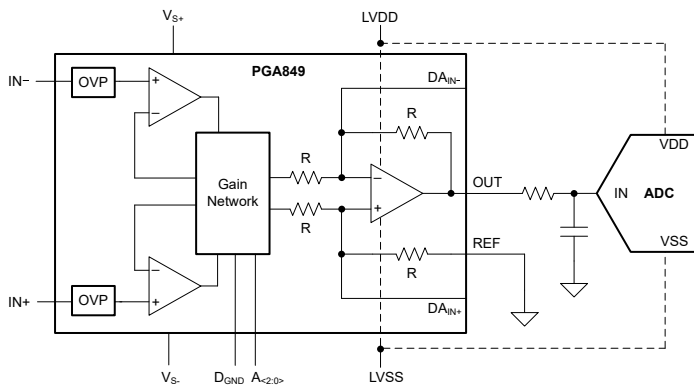 VS+
LVDD
PGA849
DAIN-
IN−
OVP
+
−
R
R
VDD
Gain
Network
R
−
+
OUT
IN
ADC
VSS
REF
R
−
+
IN+
OVP
DAIN+
VS-
DGND
A<2:0>
LVSS